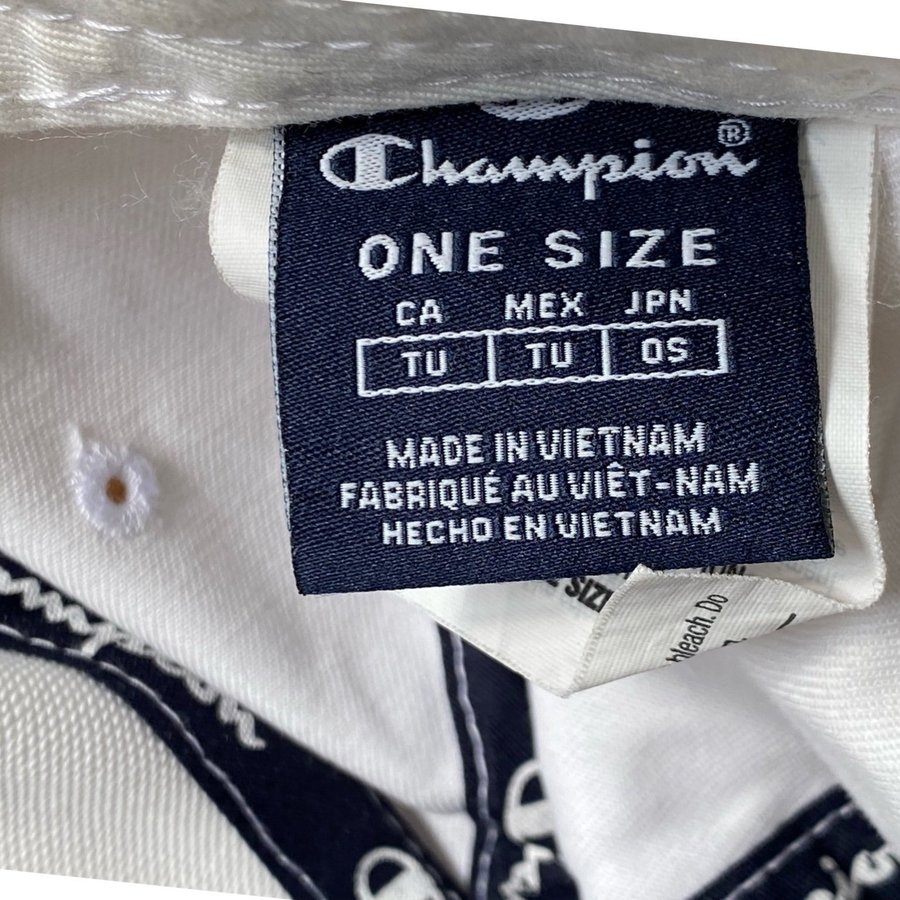 Champion®
ONE SIZE
CA MEX JPN
TU TU OS
MADE IN VIETNAM
FABRIQUÉ AU VIÊT-NAM
HECHO EN VIETNAM
SIZE
bleach. Do